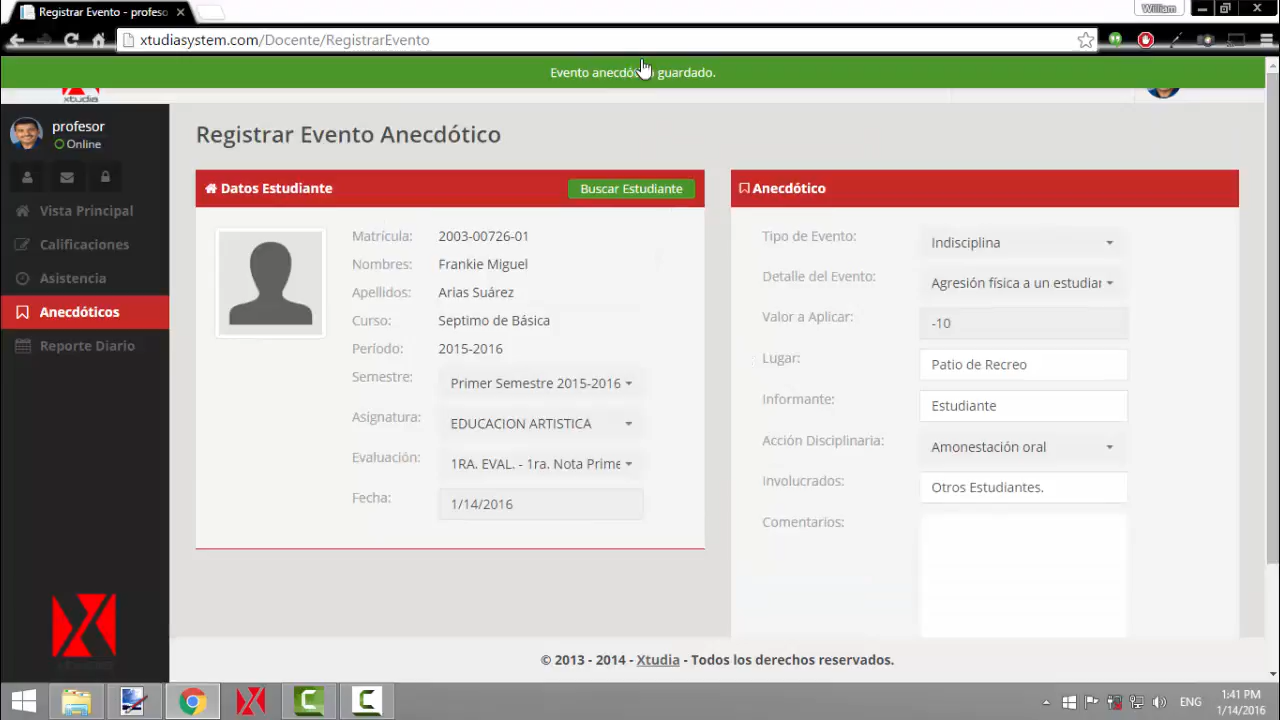 Registrar Evento - profeso
William
xtudiasystem.com/Docente/RegistrarEvento
Evento anecdót guardado.
xtudia
profesor
Online
Vista Principal
Calificaciones
Asistencia
Anecdóticos
Reporte Diario
Registrar Evento Anecdótico
Datos Estudiante
Buscar Estudiante
Matrícula: 2003-00726-01
Nombres: Frankie Miguel
Apellidos: Arias Suárez
Curso: Septimo de Básica
Período: 2015-2016
Semestre: Primer Semestre 2015-2016
Asignatura: EDUCACION ARTISTICA
Evaluación: 1RA. EVAL. - 1ra. Nota Prime
Fecha: 1/14/2016
Anecdótico
Tipo de Evento: Indisciplina
Detalle del Evento: Agresión física a un estudiar
Valor a Aplicar: -10
Lugar: Patio de Recreo
Informante: Estudiante
Acción Disciplinaria: Amonestación oral
Involucrados: Otros Estudiantes.
Comentarios:
© 2013 - 2014 - Xtudia - Todos los derechos reservados.
ENG
1:41 PM
1/14/2016